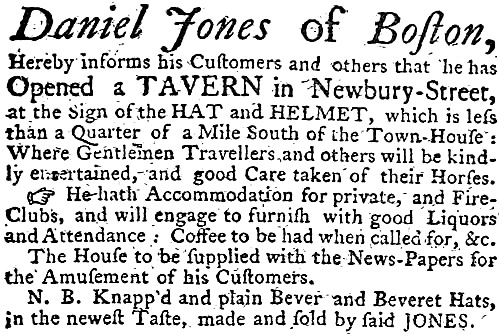 Daniel Jones of Boſton,
Hereby informs his Cuſtomers and others that he has
Opened a TAVERN in Newbury-Street,
at the Sign of the HAT and HELMET, which is leſs
than a Quarter of a Mile South of the Town-Houſe:
Where Gentlemen Travellers and others will be kind-
ly entertained, and good Care taken of their Horſes.
☞ He hath Accommodation for private, and Fire-
Clubs, and will engage to furniſh with good Liquors
and Attendance: Coffee to be had when called for, &c.
The Houſe to be ſupplied with the News-Papers for
the Amuſement of his Cuſtomers.
N. B. Knapp'd and plain Bever and Beveret Hats,
in the neweſt Taſte, made and ſold by ſaid JONES.